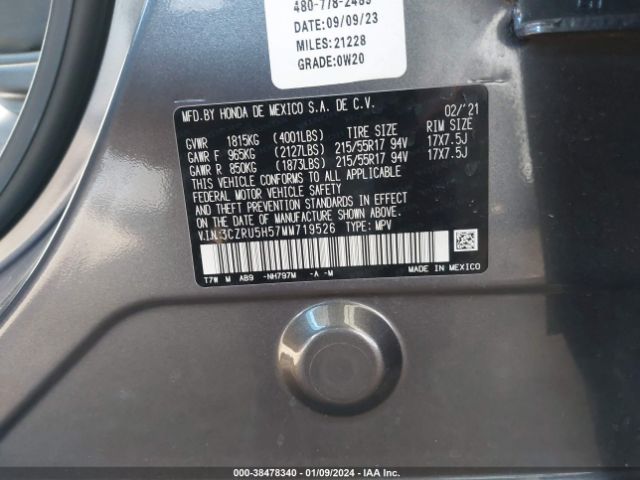 480-778-2485
DATE:09/09/23
MILES:21228
GRADE:0W20
MFD.BY HONDA DE MEXICO S.A. DE C.V. 02/'21
GVWR 1815KG (4001LBS) TIRE SIZE RIM SIZE
GAWR F 965KG (2127LBS) 215/55R17 94V 17X7.5J
GAWR R 850KG (1873LBS) 215/55R17 94V 17X7.5J
THIS VEHICLE CONFORMS TO ALL APPLICABLE
FEDERAL MOTOR VEHICLE SAFETY
AND THEFT PREVENTION STANDARDS IN EFFECT
ON THE DATE OF MANUFACTURE SHOWN ABOVE.
V.I.N:3CZRU5H57MM719526 TYPE: MPV
T7W M AB9 -NH797M -A -M MADE IN MEXICO
000-38478340 - 01/09/2024 - IAA Inc.